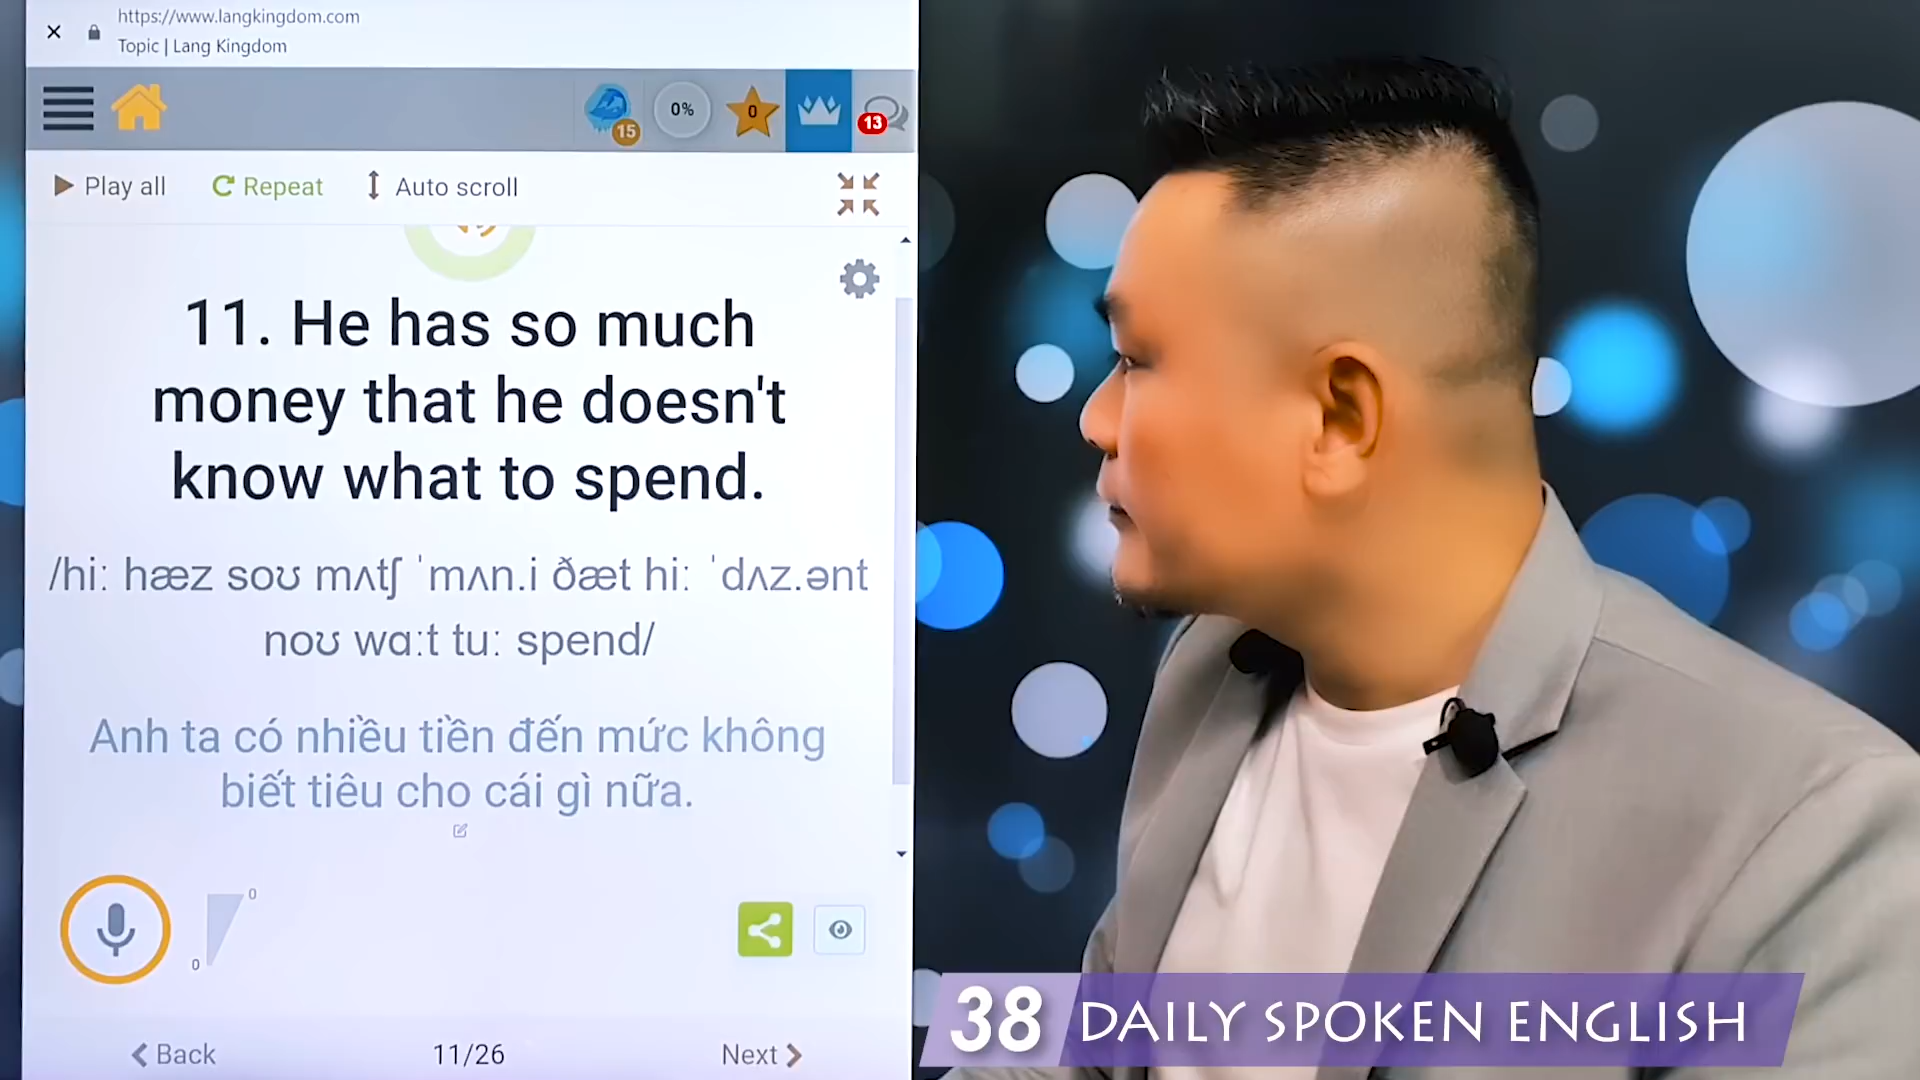 https://www.langkingdom.com
Topic | Lang Kingdom
15
0%
0
13
Play all
Repeat
Auto scroll
11. He has so much
money that he doesn't
know what to spend.
/hiː hæz soʊ mʌtʃ ˈmʌn.i ðæt hiː ˈdʌz.ənt
noʊ wɑːt tuː spend/
Anh ta có nhiều tiền đến mức không
biết tiêu cho cái gì nữa.
0
0
Back
11/26
Next
38 DAILY SPOKEN ENGLISH